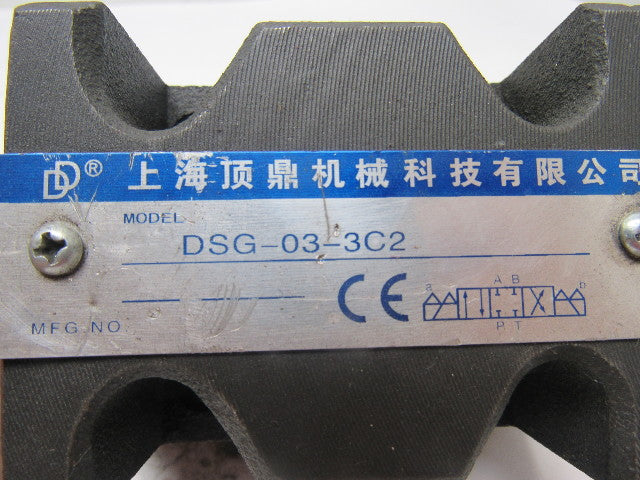 DD® 上海顶鼎机械科技有限公司
MODEL
DSG-03-3C2
CE
a A B b
P T
MFG.NO.